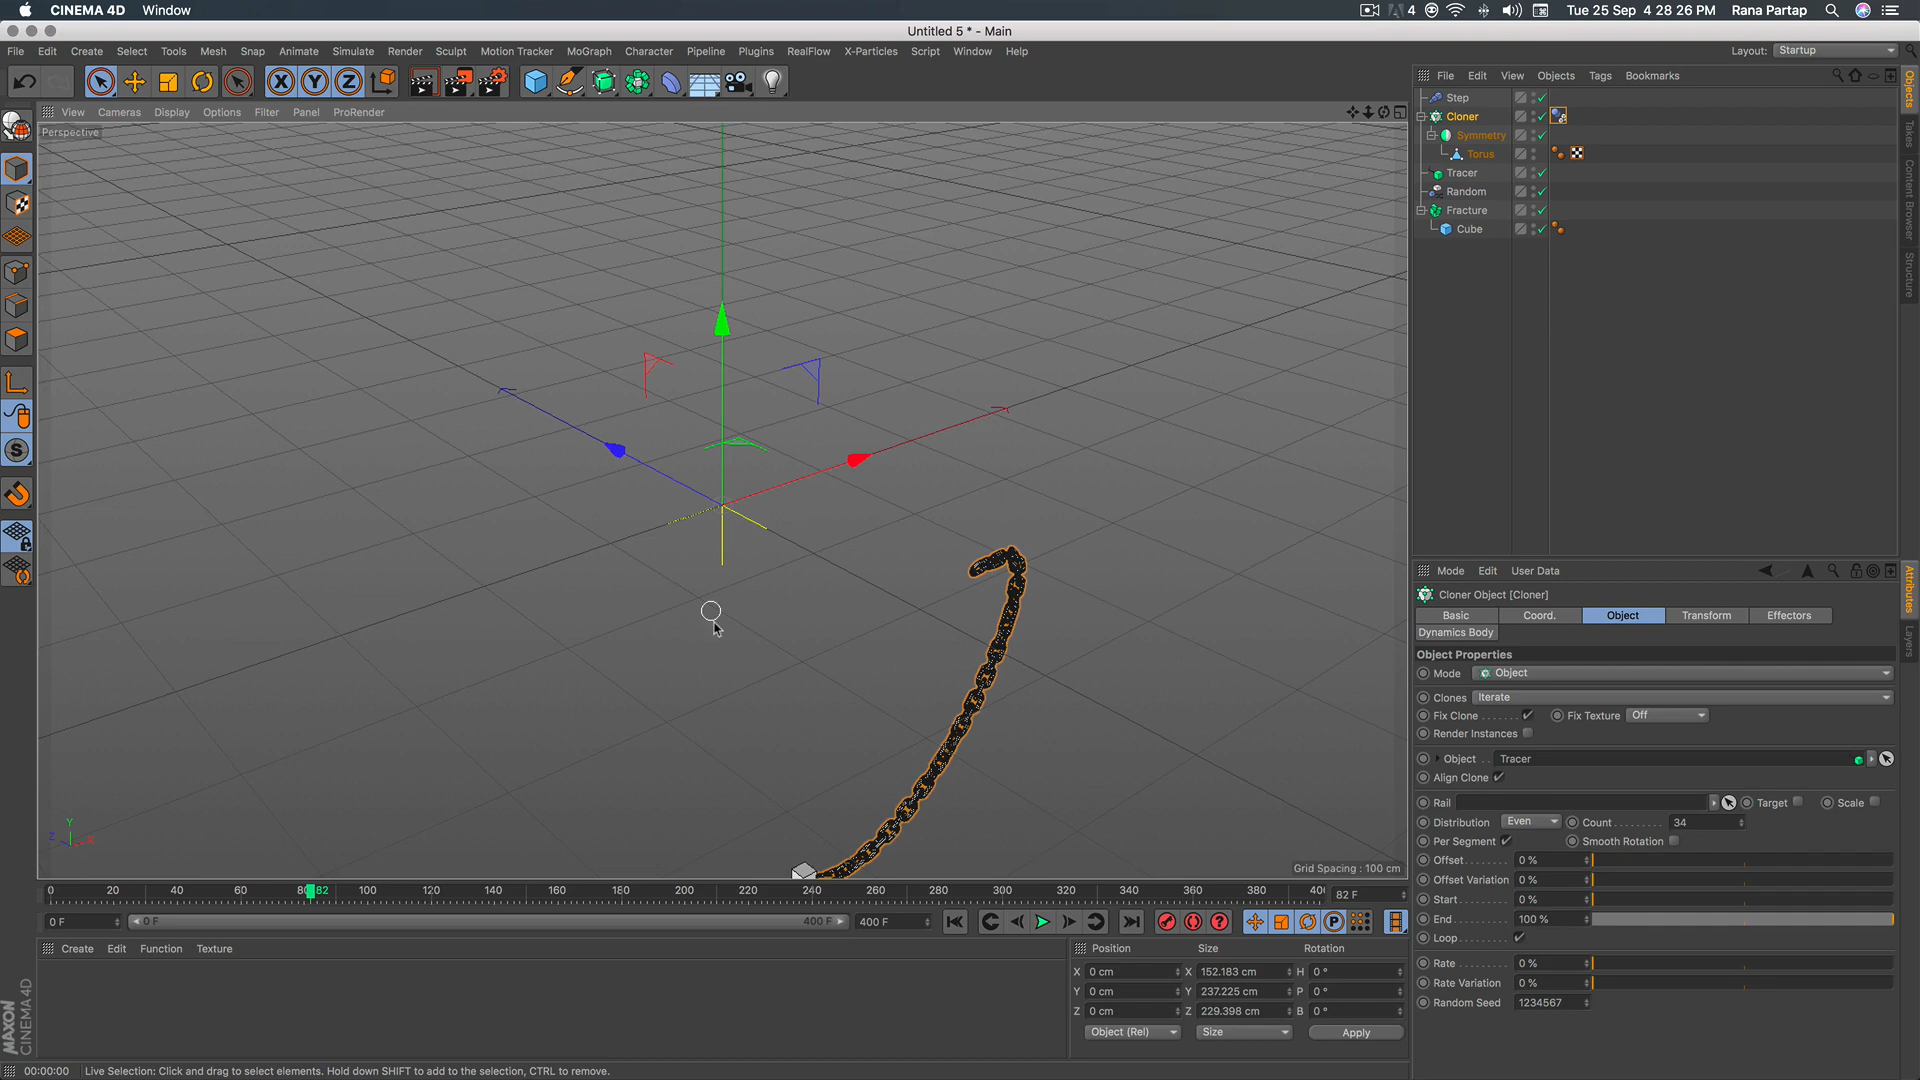 CINEMA 4D Window
4 Tue 25 Sep 4 28 26 PM Rana Partap
Untitled 5 * - Main
File Edit Create Select Tools Mesh Snap Animate Simulate Render Sculpt Motion Tracker MoGraph Character Pipeline Plugins RealFlow X-Particles Script Window Help
Layout: Startup
X Y Z
File Edit View Objects Tags Bookmarks
View Cameras Display Options Filter Panel ProRender
Perspective
Step
Cloner
Symmetry
Torus
Tracer
Random
Fracture
Cube
Objects
Takes
Content Browser
Structure
Mode Edit User Data
Cloner Object [Cloner]
Basic Coord. Object Transform Effectors
Dynamics Body
Object Properties
Mode Object
Clones Iterate
Fix Clone Fix Texture Off
Render Instances
Object Tracer
Align Clone
Rail Target Scale
Distribution Even Count 34
Per Segment Smooth Rotation
Offset 0 %
Offset Variation 0 %
Start 0 %
End 100 %
Loop
Rate 0 %
Rate Variation 0 %
Random Seed 1234567
Attributes
Layers
S
Y
Z X
Grid Spacing : 100 cm
0 20 40 60 80 82 100 120 140 160 180 200 220 240 260 280 300 320 340 360 380 400 82 F
0 F 0 F 400 F 400 F
P
Create Edit Function Texture
Position Size Rotation
X 0 cm X 152.183 cm H 0 °
Y 0 cm Y 237.225 cm P 0 °
Z 0 cm Z 229.398 cm B 0 °
Object (Rel) Size Apply
MAXON
CINEMA 4D
00:00:00 Live Selection: Click and drag to select elements. Hold down SHIFT to add to the selection, CTRL to remove.